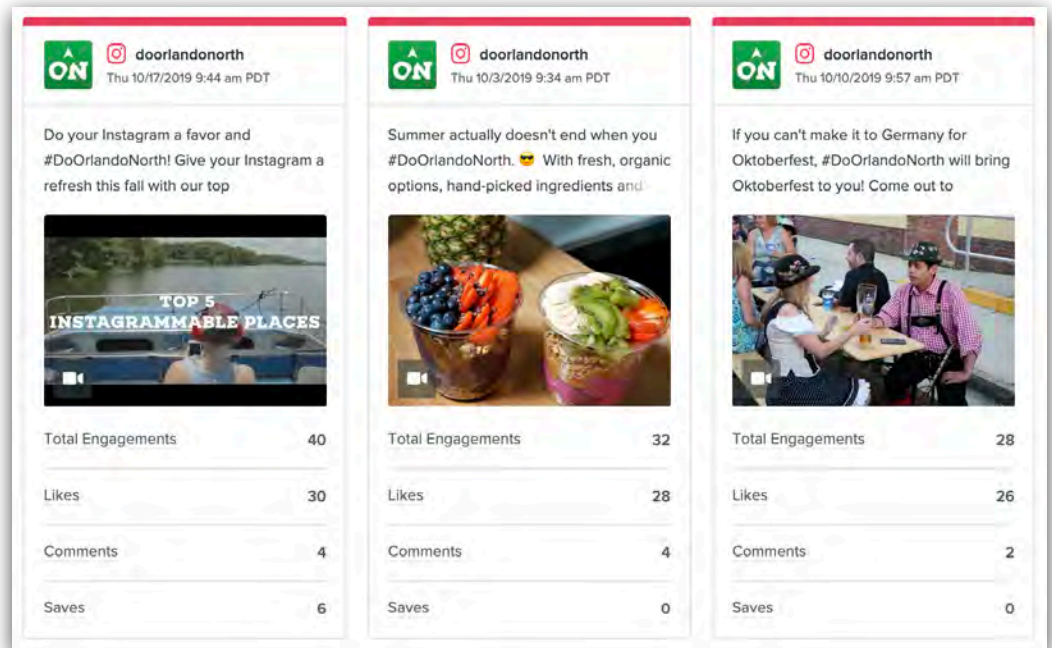 ON
doorlandonorth
Thu 10/17/2019 9:44 am PDT
Do your Instagram a favor and
#DoOrlandoNorth! Give your Instagram a
refresh this fall with our top
TOP 5
INSTAGRAMMABLE PLACES
Total Engagements 40
Likes 30
Comments 4
Saves 6
ON
doorlandonorth
Thu 10/3/2019 9:34 am PDT
Summer actually doesn't end when you
#DoOrlandoNorth. 😎 With fresh, organic
options, hand-picked ingredients and
Total Engagements 32
Likes 28
Comments 4
Saves 0
ON
doorlandonorth
Thu 10/10/2019 9:57 am PDT
If you can't make it to Germany for
Oktoberfest, #DoOrlandoNorth will bring
Oktoberfest to you! Come out to
Total Engagements 28
Likes 26
Comments 2
Saves 0